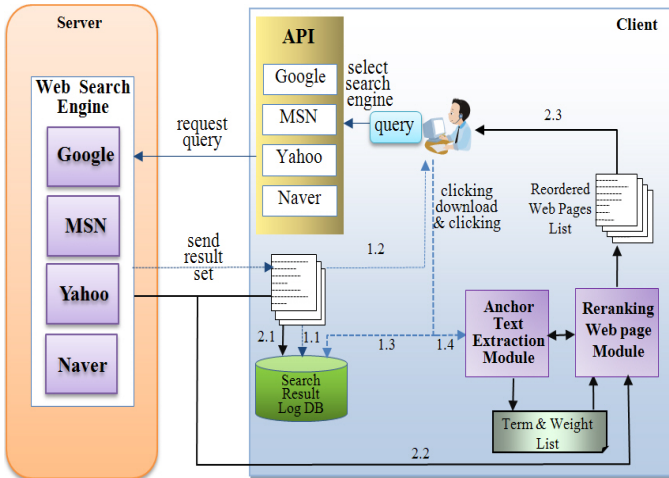 Server
Web Search
Engine
Google
MSN
Yahoo
Naver
request
query
send
result
set
API
Google
MSN
Yahoo
Naver
select
search
engine
query
Client
2.3
Reordered
Web Pages
List
clicking
download
& clicking
1.2
2.1
1.1
1.3
1.4
Search
Result
Log DB
Anchor
Text
Extraction
Module
Reranking
Web page
Module
Term & Weight
List
2.2